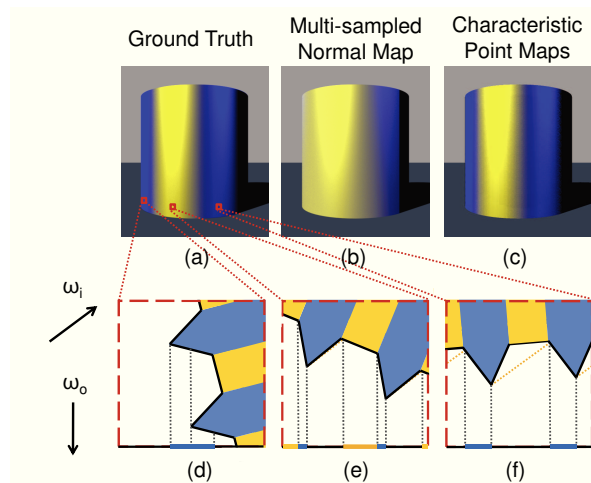 Ground Truth
Multi-sampled
Normal Map
Characteristic
Point Maps
(a)
(b)
(c)
ωi
ωo
(d)
(e)
(f)